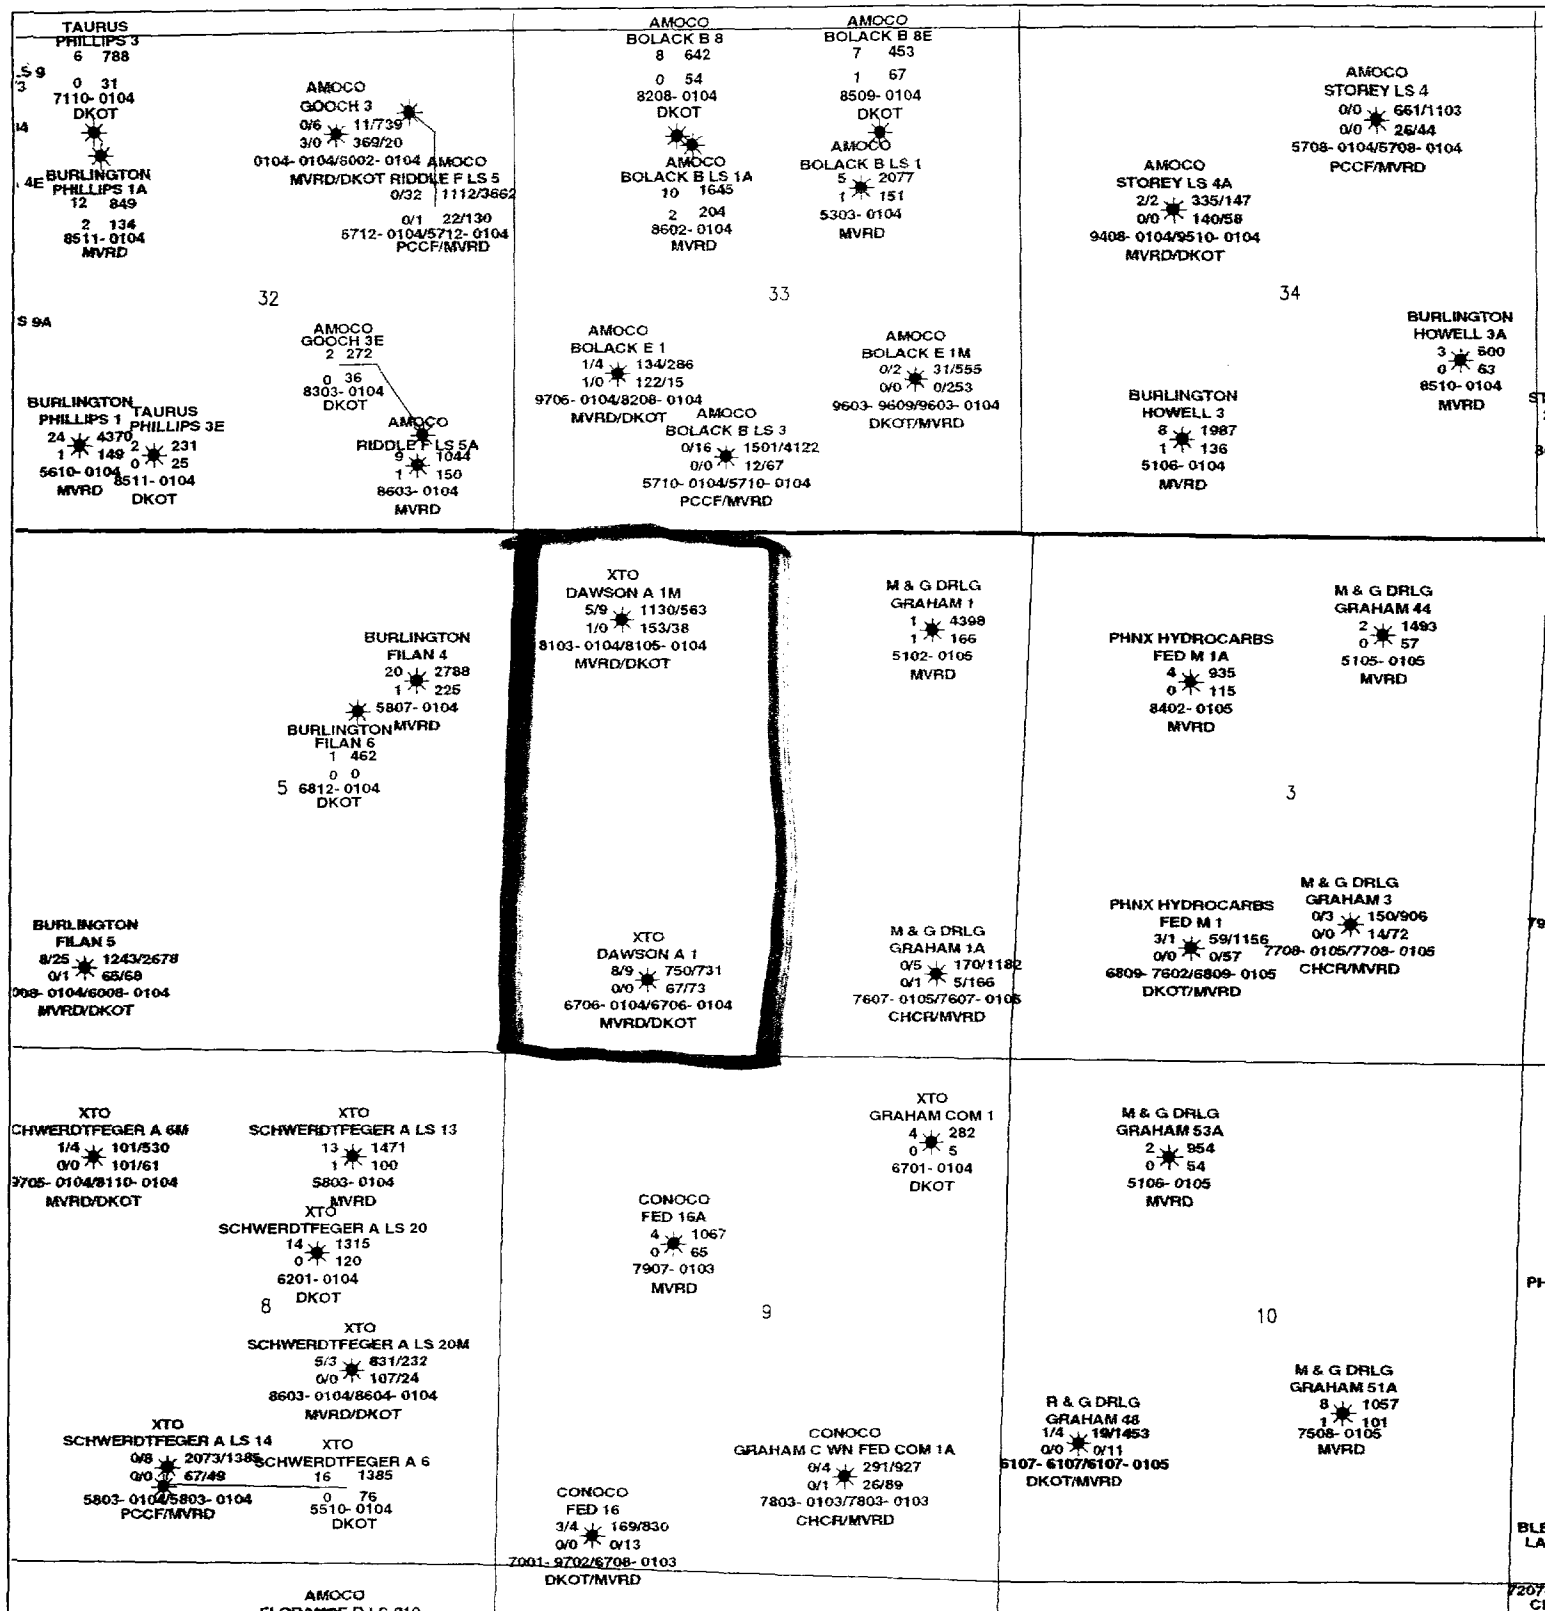 TAURUS
PHILLIPS 3
6 788
0 31
7110- 0104
DKOT
BURLINGTON
PHILLIPS 1A
12 849
2 134
8511- 0104
MVRD
4E
AMOCO
GOOCH 3
0/6 11/739
3/0 369/20
0104- 0104/8002- 0104
MVRD/DKOT
AMOCO
RIDDLE F LS 5
0/32 1112/3662
0/1 22/130
5712- 0104/5712- 0104
PCCF/MVRD
AMOCO
BOLACK B 8
8 642
0 54
8208- 0104
DKOT
AMOCO
BOLACK B LS 1A
10 1645
2 204
8602- 0104
MVRD
AMOCO
BOLACK B 8E
7 453
1 67
8509- 0104
DKOT
AMOCO
BOLACK B LS 1
5 2077
1 151
5303- 0104
MVRD
AMOCO
STOREY LS 4
0/0 661/1103
0/0 26/44
5708- 0104/5708- 0104
PCCF/MVRD
AMOCO
STOREY LS 4A
2/2 335/147
0/0 140/58
9408- 0104/9510- 0104
MVRD/DKOT
32
33
34
S 9A
AMOCO
GOOCH 3E
2 272
0 36
8303- 0104
DKOT
BURLINGTON
PHILLIPS 1
24 4370
1 149
5610- 0104
MVRD
TAURUS
PHILLIPS 3E
2 231
0 25
8511- 0104
DKOT
AMOCO
RIDDLE F LS 5A
9 1044
1 150
8603- 0104
MVRD
AMOCO
BOLACK E 1
1/4 134/286
1/0 122/15
9706- 0104/8208- 0104
MVRD/DKOT
AMOCO
BOLACK B LS 3
0/16 1501/4122
0/0 12/67
5710- 0104/5710- 0104
PCCF/MVRD
AMOCO
BOLACK E 1M
0/2 31/555
0/0 0/253
9603- 9609/9603- 0104
DKOT/MVRD
BURLINGTON
HOWELL 3
8 1987
1 136
5106- 0104
MVRD
BURLINGTON
HOWELL 3A
3 600
0 63
8510- 0104
MVRD
BURLINGTON
FILAN 4
20 2788
1 225
5807- 0104
MVRD
BURLINGTON
FILAN 6
1 462
0 0
6812- 0104
DKOT
5
XTO
DAWSON A 1M
5/9 1130/563
1/0 153/38
8103- 0104/8105- 0104
MVRD/DKOT
M & G DRLG
GRAHAM 1
1 4398
1 166
5102- 0105
MVRD
PHNX HYDROCARBS
FED M 1A
4 935
0 115
8402- 0105
MVRD
M & G DRLG
GRAHAM 44
2 1493
0 57
5105- 0105
MVRD
3
BURLINGTON
FILAN 5
8/25 1243/2678
0/1 65/68
008- 0104/6008- 0104
MVRD/DKOT
XTO
DAWSON A 1
8/9 750/731
0/0 67/73
6706- 0104/6706- 0104
MVRD/DKOT
M & G DRLG
GRAHAM 1A
0/5 170/1182
0/1 5/166
7607- 0105/7607- 0105
CHCR/MVRD
PHNX HYDROCARBS
FED M 1
3/1 59/1156
0/0 0/57
6809- 7602/6809- 0105
DKOT/MVRD
M & G DRLG
GRAHAM 3
0/3 150/906
0/0 14/72
7708- 0105/7708- 0105
CHCR/MVRD
79
XTO
CHWERDTFEGER A 6M
1/4 101/530
0/0 101/61
9705- 0104/8110- 0104
MVRD/DKOT
XTO
SCHWERDTFEGER A LS 13
13 1471
1 100
5803- 0104
MVRD
XTO
SCHWERDTFEGER A LS 20
14 1315
0 120
6201- 0104
DKOT
8
XTO
SCHWERDTFEGER A LS 20M
5/3 831/232
0/0 107/24
8603- 0104/8604- 0104
MVRD/DKOT
XTO
SCHWERDTFEGER A LS 14
0/8 2073/1385
0/0 67/49
5803- 0104/5803- 0104
PCCF/MVRD
XTO
SCHWERDTFEGER A 6
16 1385
0 76
5510- 0104
DKOT
XTO
GRAHAM COM 1
4 282
0 5
6701- 0104
DKOT
CONOCO
FED 16A
4 1067
0 65
7907- 0103
MVRD
9
CONOCO
GRAHAM C WN FED COM 1A
0/4 291/927
0/1 26/89
7803- 0103/7803- 0103
CHCR/MVRD
CONOCO
FED 16
3/4 169/830
0/0 0/13
7001- 9702/6708- 0103
DKOT/MVRD
M & G DRLG
GRAHAM 53A
2 954
0 54
5106- 0105
MVRD
10
PH
M & G DRLG
GRAHAM 51A
8 1057
1 101
7508- 0105
MVRD
R & G DRLG
GRAHAM 48
1/4 19/1453
0/0 0/11
6107- 6107/6107- 0105
DKOT/MVRD
BLE
LA
7207
AMOCO